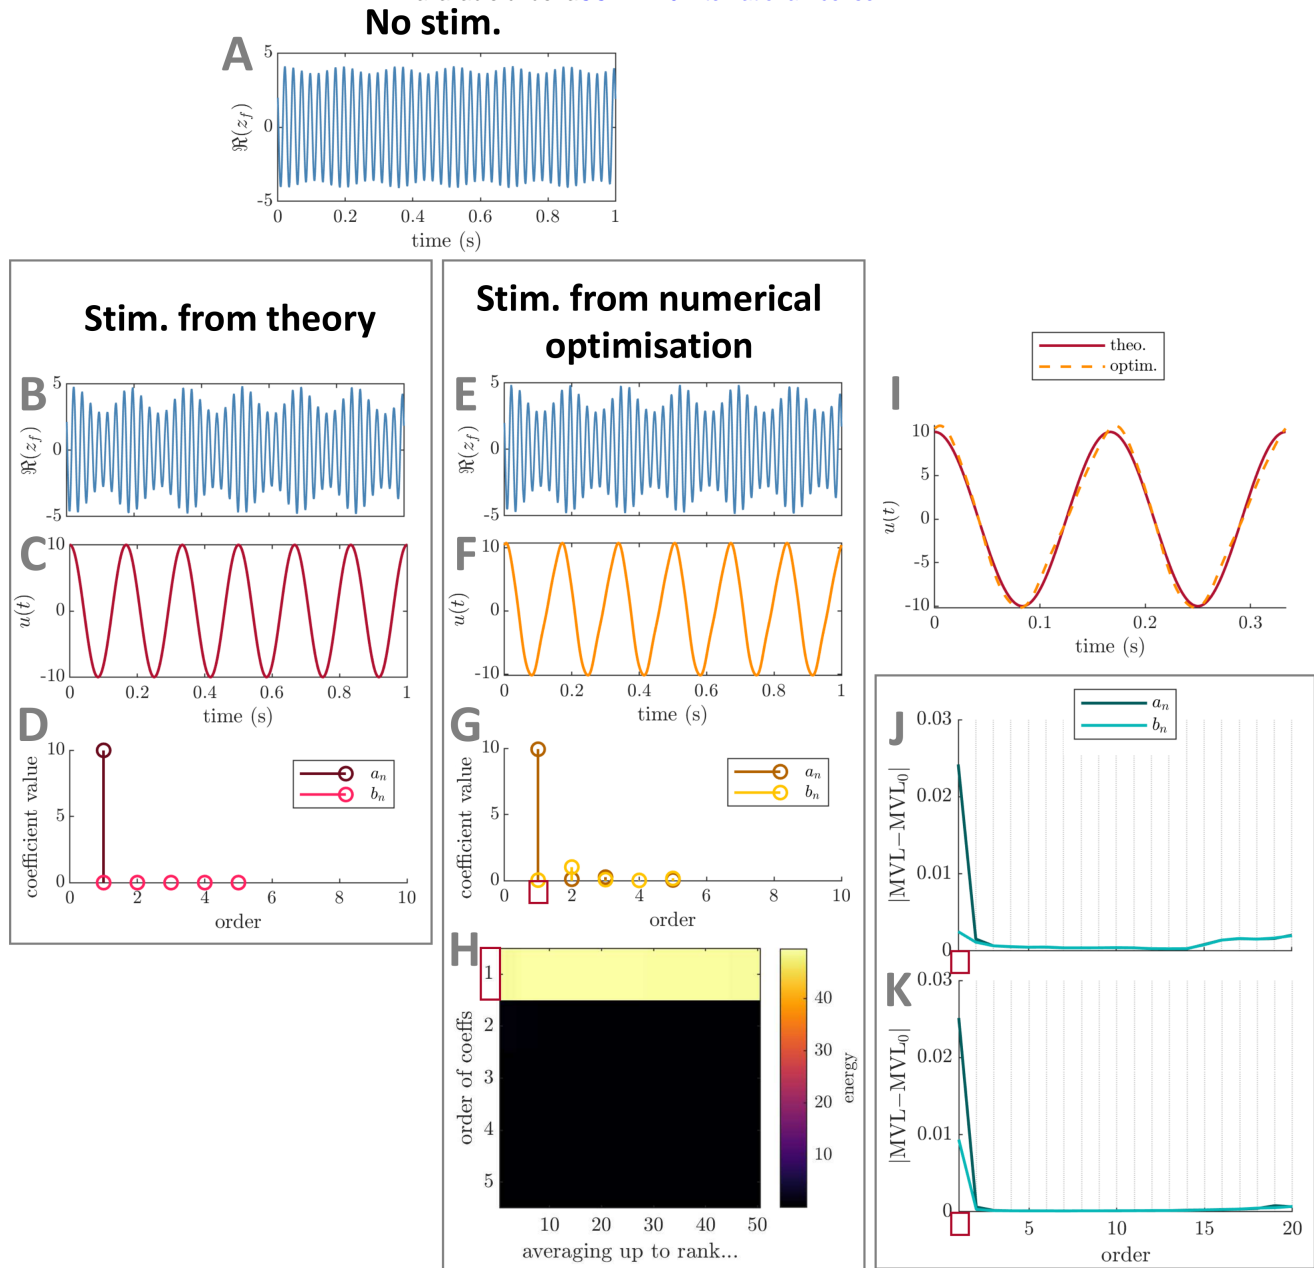 No stim.
A
5
0
-5
ℜ(z_f)
0 0.2 0.4 0.6 0.8 1
time (s)
Stim. from theory
B
5
0
-5
ℜ(z_f)
C
10
0
-10
u(t)
0 0.2 0.4 0.6 0.8 1
time (s)
D
10
5
0
coefficient value
a_n
b_n
0 2 4 6 8 10
order
Stim. from numerical
optimisation
E
5
0
-5
ℜ(z_f)
F
10
0
-10
u(t)
0 0.2 0.4 0.6 0.8 1
time (s)
G
10
5
0
coefficient value
a_n
b_n
0 2 4 6 8 10
order
H
1
2
3
4
5
order of coeffs
10 20 30 40 50
averaging up to rank...
40
30
20
10
energy
theo.
optim.
I
10
5
0
-5
-10
u(t)
0 0.1 0.2 0.3
time (s)
a_n
b_n
J
0.03
0.02
0.01
0
|MVL−MVL₀|
K
0.03
0.02
0.01
0
|MVL−MVL₀|
5 10 15 20
order